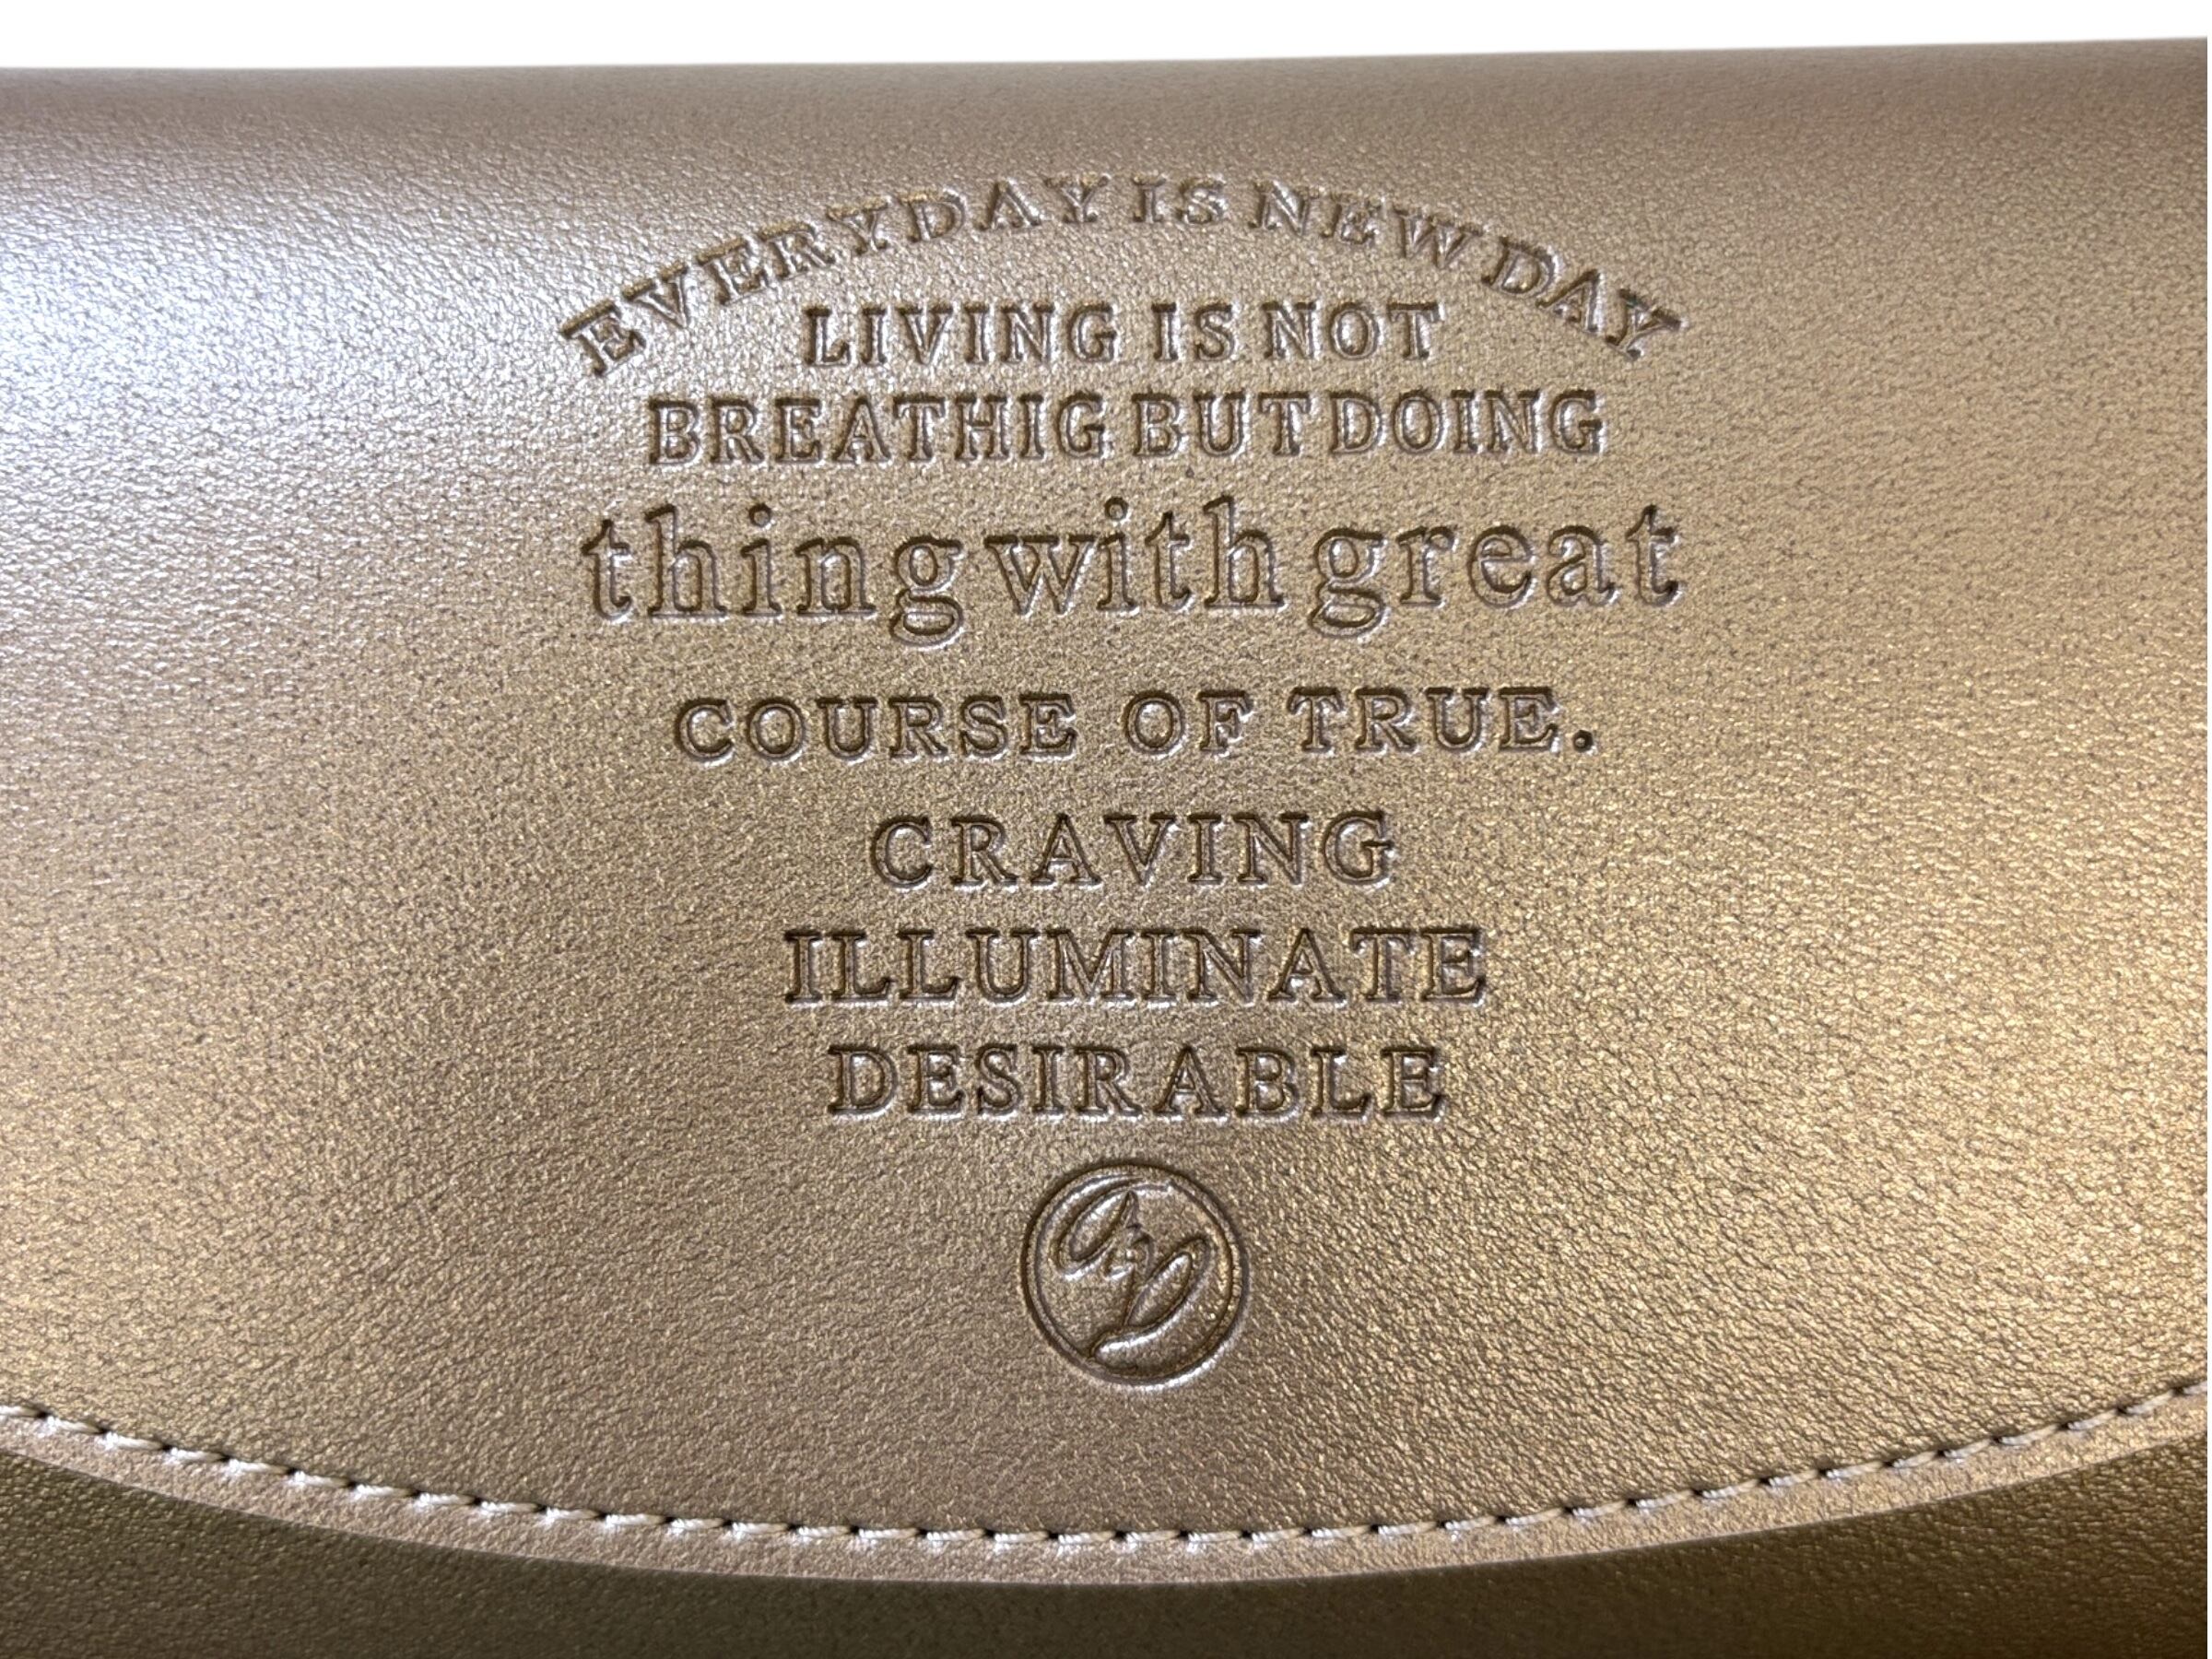 EVERYDAY IS NEW DAY
LIVING IS NOT
BREATHIG BUT DOING
thing with great
COURSE OF TRUE.
CRAVING
ILLUMINATE
DESIRABLE